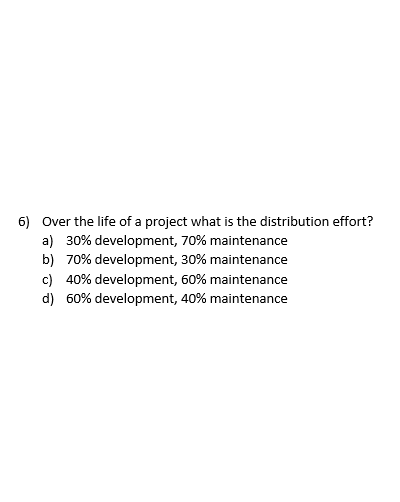 6) Over the life of a project what is the distribution effort?
a) 30% development, 70% maintenance
b) 70% development, 30% maintenance
c) 40% development, 60% maintenance
d) 60% development, 40% maintenance